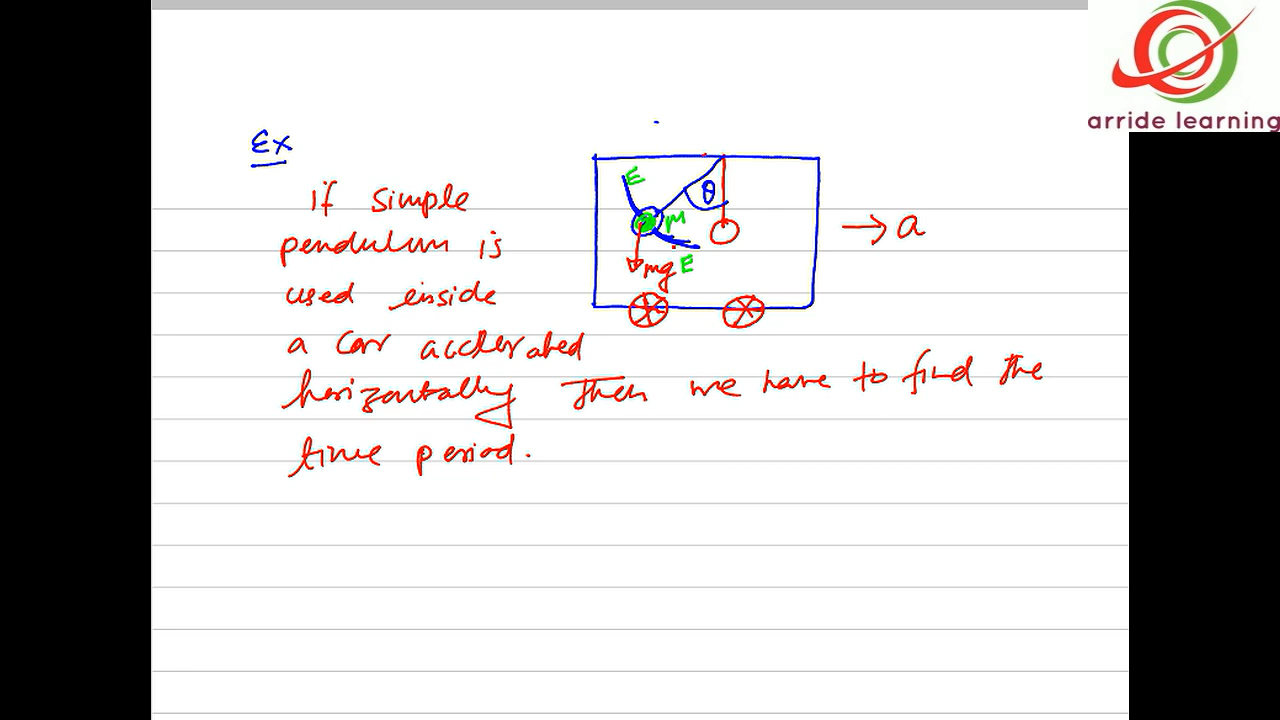 arride learning
Ex
If simple
pendulum is
used inside
a car acclerated
horizontally Then we have to find the
time period.
E
θ
M
mg
E
→ a